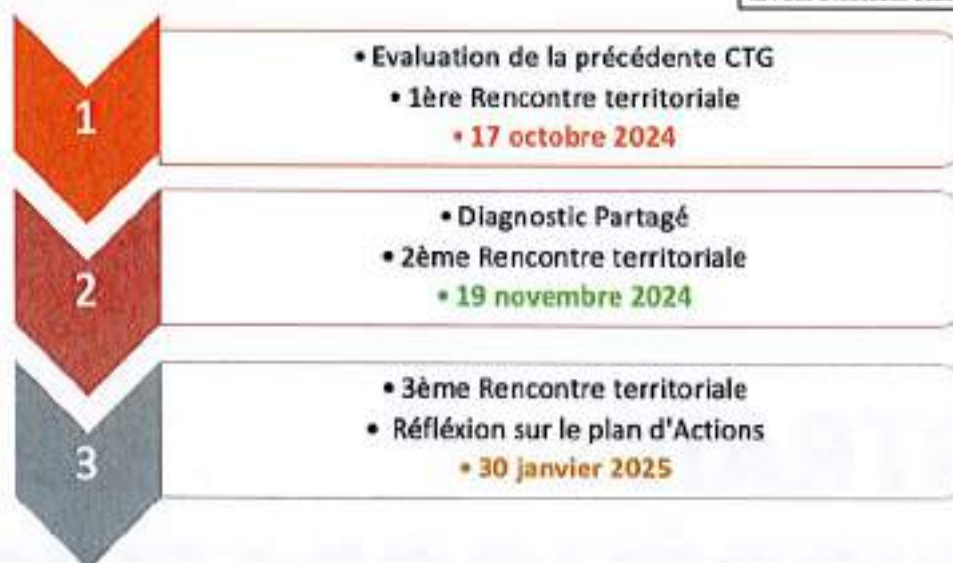 1
• Evaluation de la précédente CTG
• 1ère Rencontre territoriale
• 17 octobre 2024
2
• Diagnostic Partagé
• 2ème Rencontre territoriale
• 19 novembre 2024
3
• 3ème Rencontre territoriale
• Réfléxion sur le plan d'Actions
• 30 janvier 2025